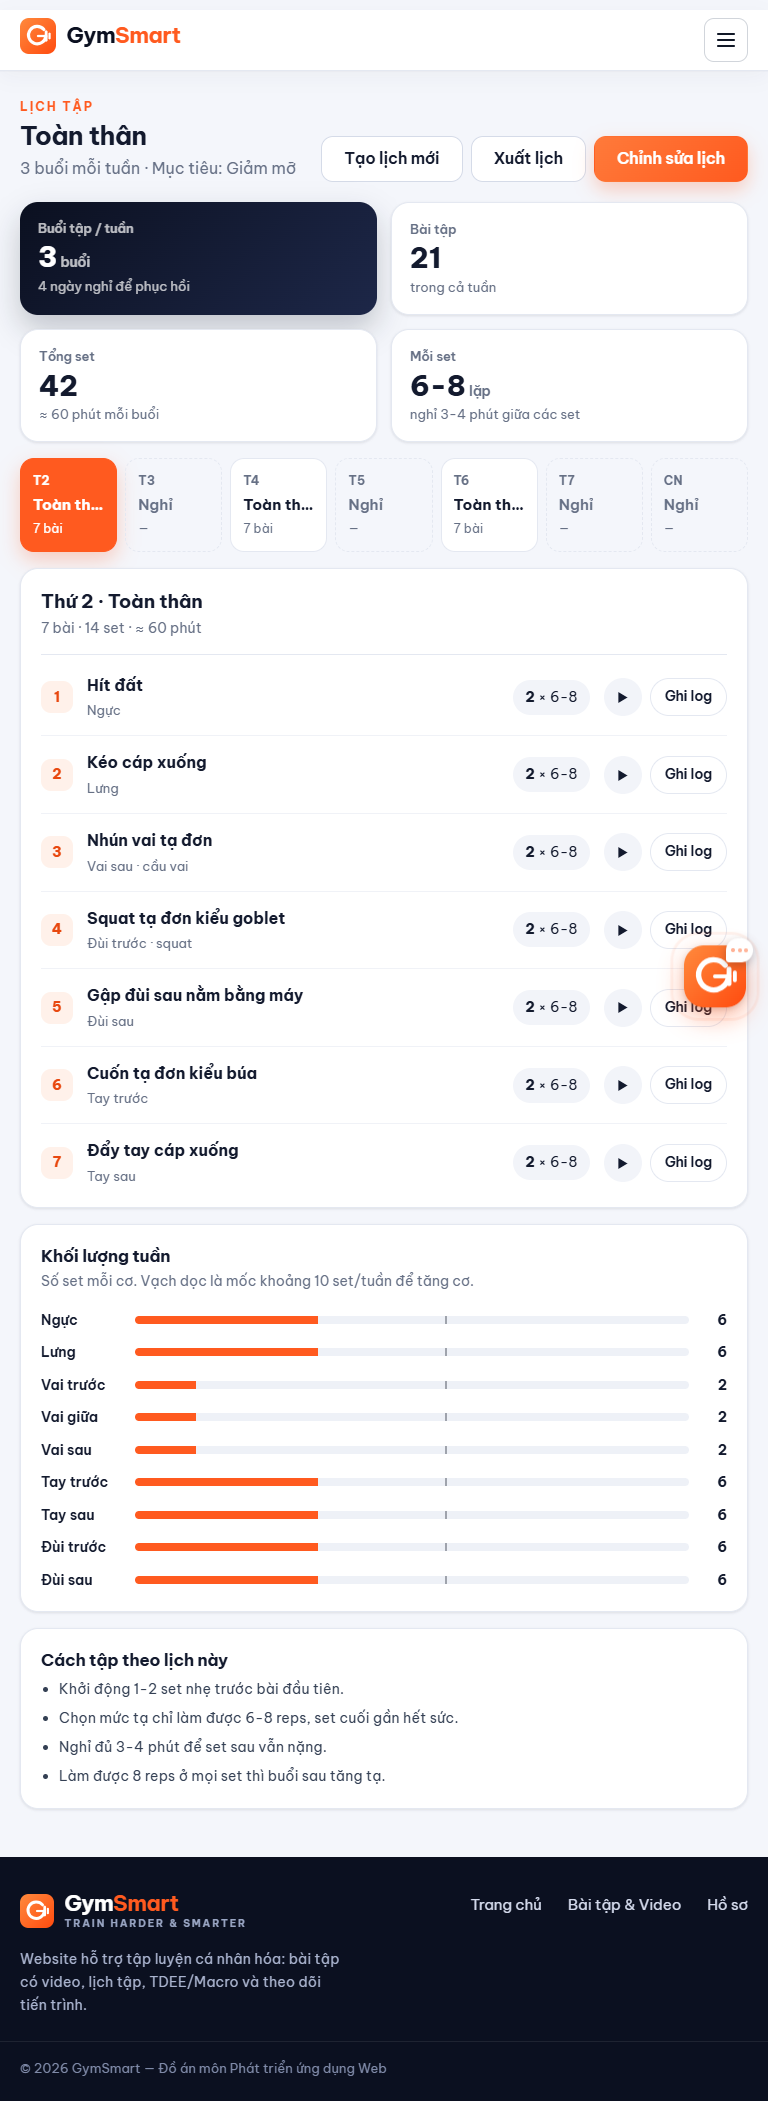 GymSmart
LỊCH TẬP
Toàn thân
3 buổi mỗi tuần · Mục tiêu: Giảm mỡ
Tạo lịch mới
Xuất lịch
Chỉnh sửa lịch
Buổi tập / tuần
3 buổi
4 ngày nghỉ để phục hồi
Bài tập
21
trong cả tuần
Tổng set
42
≈ 60 phút mỗi buổi
Mỗi set
6-8 lặp
nghỉ 3-4 phút giữa các set
T2
Toàn th...
7 bài
T3
Nghỉ
–
T4
Toàn th...
7 bài
T5
Nghỉ
–
T6
Toàn th...
7 bài
T7
Nghỉ
–
CN
Nghỉ
–
Thứ 2 · Toàn thân
7 bài · 14 set · ≈ 60 phút
1 Hít đất 2 × 6-8 Ghi log
Ngực
2 Kéo cáp xuống 2 × 6-8 Ghi log
Lưng
3 Nhún vai tạ đơn 2 × 6-8 Ghi log
Vai sau · cầu vai
4 Squat tạ đơn kiểu goblet 2 × 6-8 Ghi log
Đùi trước · squat
5 Gập đùi sau nằm bằng máy 2 × 6-8 Ghi log
Đùi sau
6 Cuốn tạ đơn kiểu búa 2 × 6-8 Ghi log
Tay trước
7 Đẩy tay cáp xuống 2 × 6-8 Ghi log
Tay sau
Khối lượng tuần
Số set mỗi cơ. Vạch dọc là mốc khoảng 10 set/tuần để tăng cơ.
Ngực 6
Lưng 6
Vai trước 2
Vai giữa 2
Vai sau 2
Tay trước 6
Tay sau 6
Đùi trước 6
Đùi sau 6
Cách tập theo lịch này
• Khởi động 1-2 set nhẹ trước bài đầu tiên.
• Chọn mức tạ chỉ làm được 6-8 reps, set cuối gần hết sức.
• Nghỉ đủ 3-4 phút để set sau vẫn nặng.
• Làm được 8 reps ở mọi set thì buổi sau tăng tạ.
GymSmart
TRAIN HARDER & SMARTER
Trang chủ
Bài tập & Video
Hồ sơ
Website hỗ trợ tập luyện cá nhân hóa: bài tập
có video, lịch tập, TDEE/Macro và theo dõi
tiến trình.
© 2026 GymSmart — Đồ án môn Phát triển ứng dụng Web